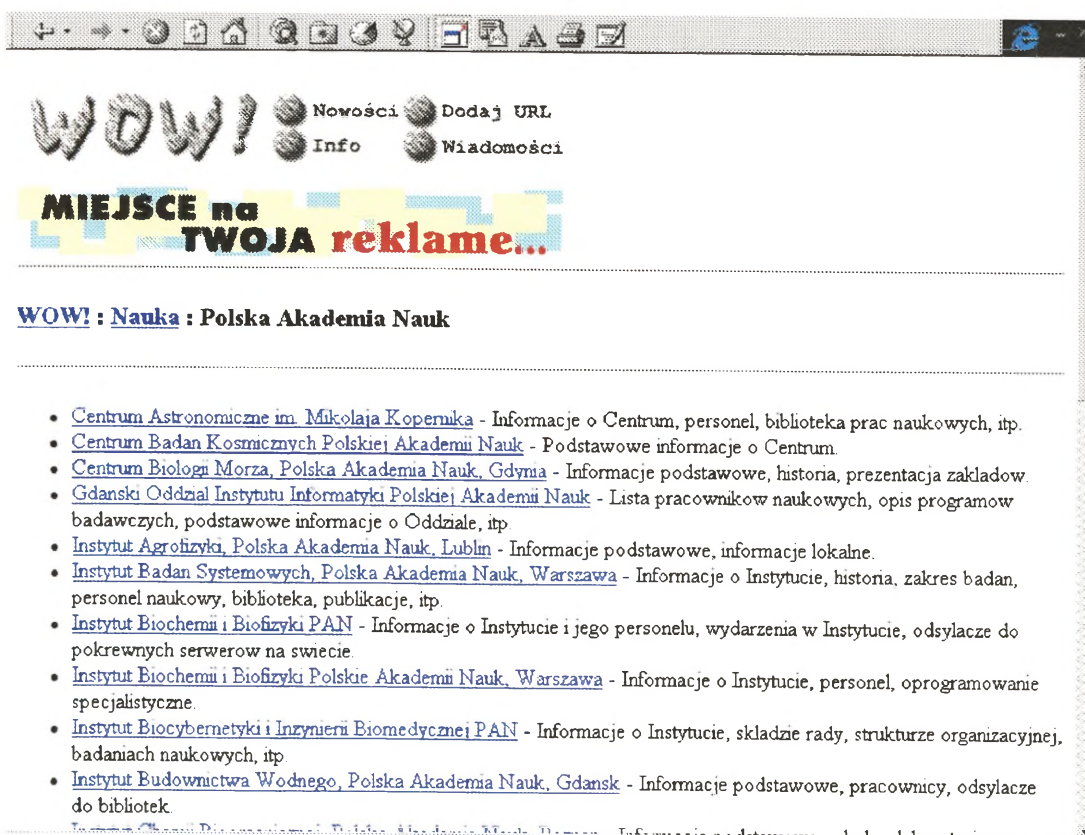 WOW!
Nowości Dodaj URL
Info Wiadomości
MIEJSCE na
TWOJA reklame...
WOW! : Nauka : Polska Akademia Nauk
• Centrum Astronomiczne im. Mikolaja Kopernika - Informacje o Centrum, personel, biblioteka prac naukowych, itp.
• Centrum Badan Kosmicznych Polskiej Akademii Nauk - Podstawowe informacje o Centrum.
• Centrum Biologii Morza, Polska Akademia Nauk, Gdynia - Informacje podstawowe, historia, prezentacja zakladow.
• Gdanski Oddzial Instytutu Informatyki Polskiej Akademii Nauk - Lista pracownikow naukowych, opis programow
badawczych, podstawowe informacje o Oddziale, itp.
• Instytut Agrofizyki, Polska Akademia Nauk, Lublin - Informacje podstawowe, informacje lokalne.
• Instytut Badan Systemowych, Polska Akademia Nauk, Warszawa - Informacje o Instytucie, historia, zakres badan,
personel naukowy, biblioteka, publikacje, itp.
• Instytut Biochemii i Biofizyki PAN - Informacje o Instytucie i jego personelu, wydarzenia w Instytucie, odsylacze do
pokrewnych serwerow na swiecie.
• Instytut Biochemii i Biofizyki Polskie Akademii Nauk, Warszawa - Informacje o Instytucie, personel, oprogramowanie
specjalistyczne.
• Instytut Biocybernetyki i Inzynierii Biomedycznej PAN - Informacje o Instytucie, skladzie rady, strukturze organizacyjnej,
badaniach naukowych, itp.
• Instytut Budownictwa Wodnego, Polska Akademia Nauk, Gdansk - Informacje podstawowe, pracownicy, odsylacze
do bibliotek.